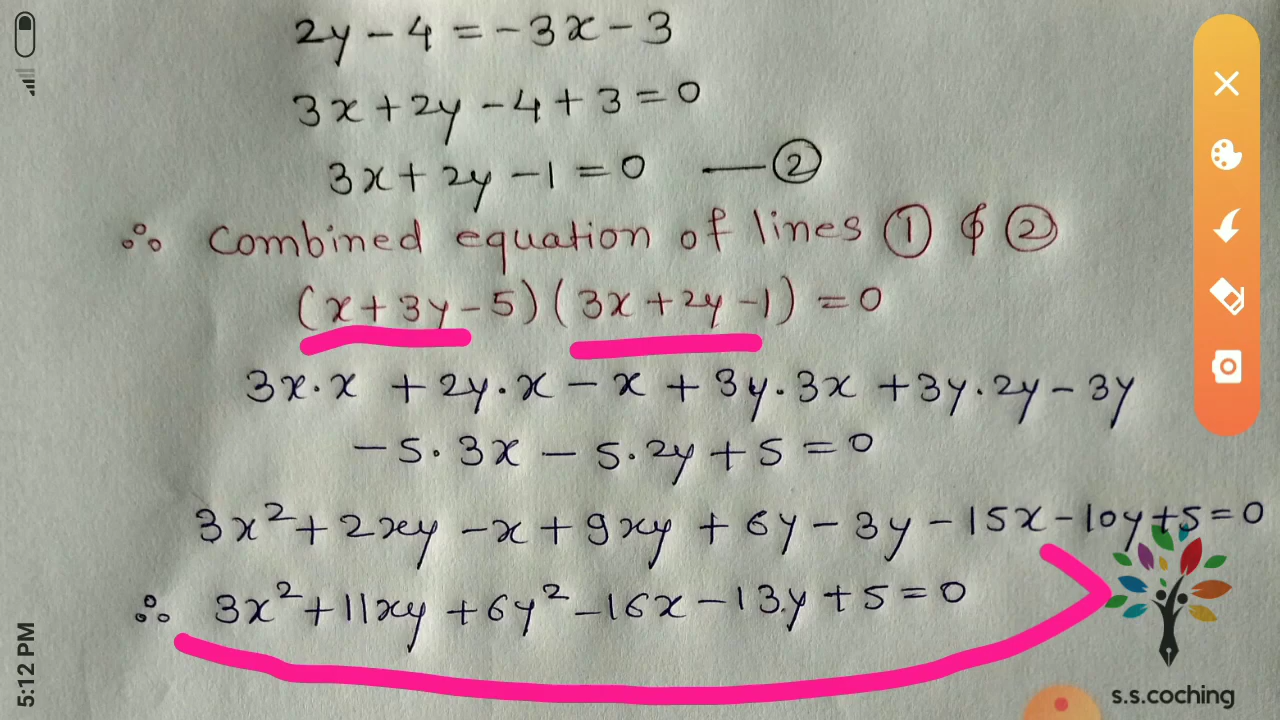 2y - 4 = -3x - 3
3x + 2y - 4 + 3 = 0
3x + 2y - 1 = 0 — ②
∴ Combined equation of lines ① & ②
(x + 3y - 5)(3x + 2y - 1) = 0
3x·x + 2y·x - x + 3y·3x + 3y·2y - 3y
- 5·3x - 5·2y + 5 = 0
3x² + 2xy - x + 9xy + 6y - 3y - 15x - 10y + 5 = 0
∴ 3x² + 11xy + 6y² - 16x - 13y + 5 = 0
s.s.coching
5:12 PM